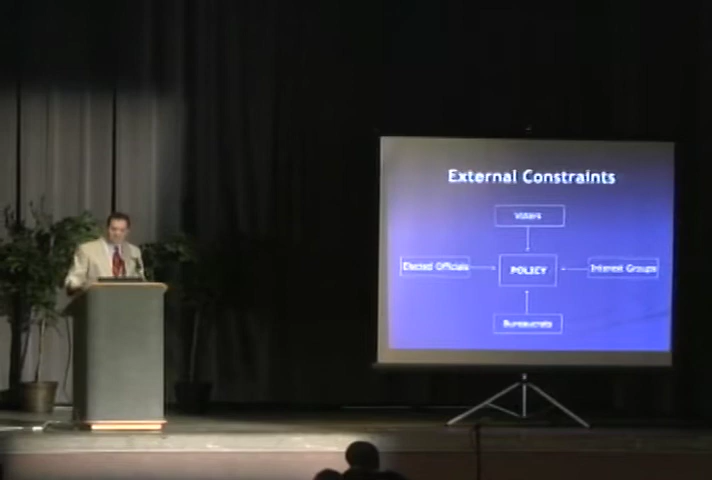 External Constraints
Voters
Elected Officials
POLICY
Interest Groups
Bureaucrats